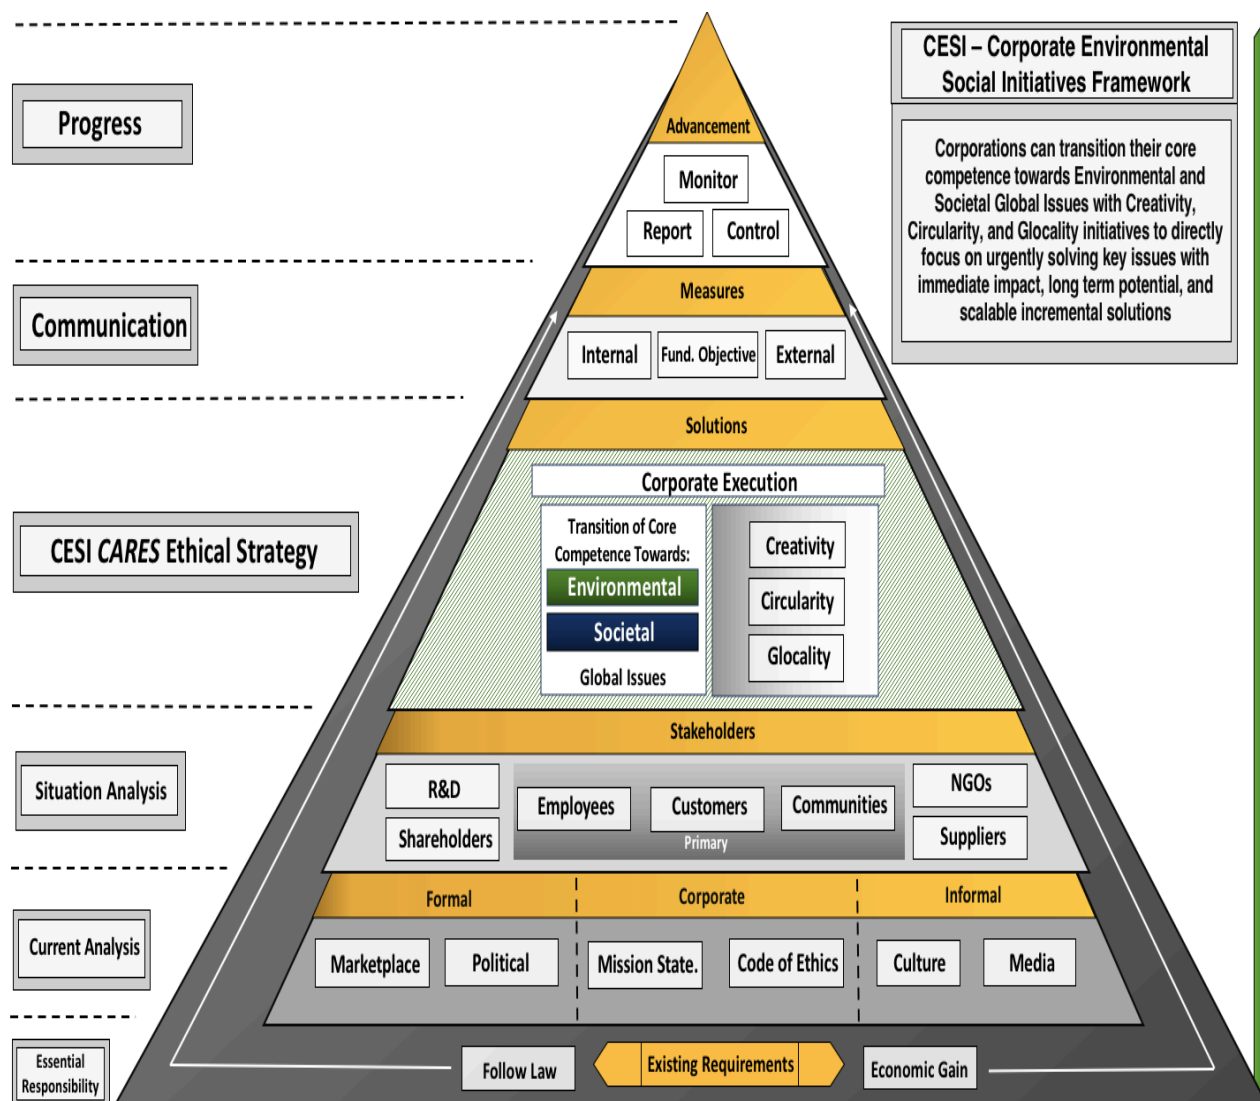 CESI – Corporate Environmental
Social Initiatives Framework
Corporations can transition their core
competence towards Environmental and
Societal Global Issues with Creativity,
Circularity, and Glocality initiatives to directly
focus on urgently solving key issues with
immediate impact, long term potential, and
scalable incremental solutions
Progress
Advancement
Monitor
Report
Control
Communication
Measures
Internal
Fund. Objective
External
CESI CARES Ethical Strategy
Solutions
Corporate Execution
Transition of Core
Competence Towards:
Environmental
Societal
Global Issues
Creativity
Circularity
Glocality
Situation Analysis
Stakeholders
R&D
Shareholders
Employees
Customers
Communities
Primary
NGOs
Suppliers
Current Analysis
Formal
Corporate
Informal
Marketplace
Political
Mission State.
Code of Ethics
Culture
Media
Essential
Responsibility
Follow Law
Existing Requirements
Economic Gain